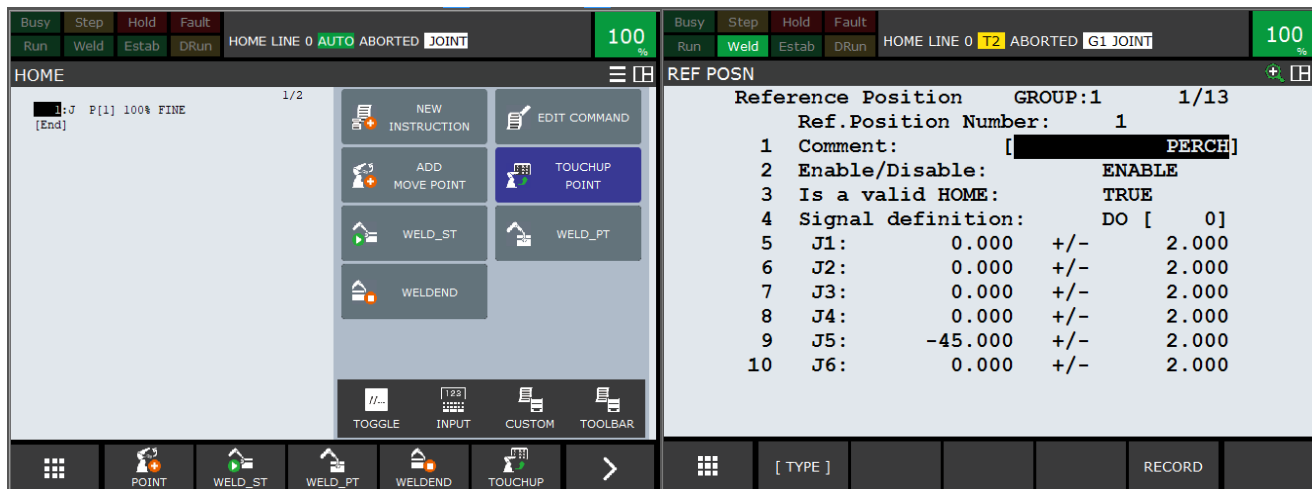 Busy Step Hold Fault
Run Weld Estab DRun HOME LINE 0 AUTO ABORTED JOINT 100 %
HOME
1/2
1:J P[1] 100% FINE
[End]
NEW INSTRUCTION
EDIT COMMAND
ADD MOVE POINT
TOUCHUP POINT
WELD_ST
WELD_PT
WELDEND
TOGGLE INPUT CUSTOM TOOLBAR
POINT WELD_ST WELD_PT WELDEND TOUCHUP
Busy Step Hold Fault
Run Weld Estab DRun HOME LINE 0 T2 ABORTED G1 JOINT 100 %
REF POSN
Reference Position GROUP:1 1/13
Ref.Position Number: 1
1 Comment: [ PERCH]
2 Enable/Disable: ENABLE
3 Is a valid HOME: TRUE
4 Signal definition: DO [ 0]
5 J1: 0.000 +/- 2.000
6 J2: 0.000 +/- 2.000
7 J3: 0.000 +/- 2.000
8 J4: 0.000 +/- 2.000
9 J5: -45.000 +/- 2.000
10 J6: 0.000 +/- 2.000
[ TYPE ] RECORD